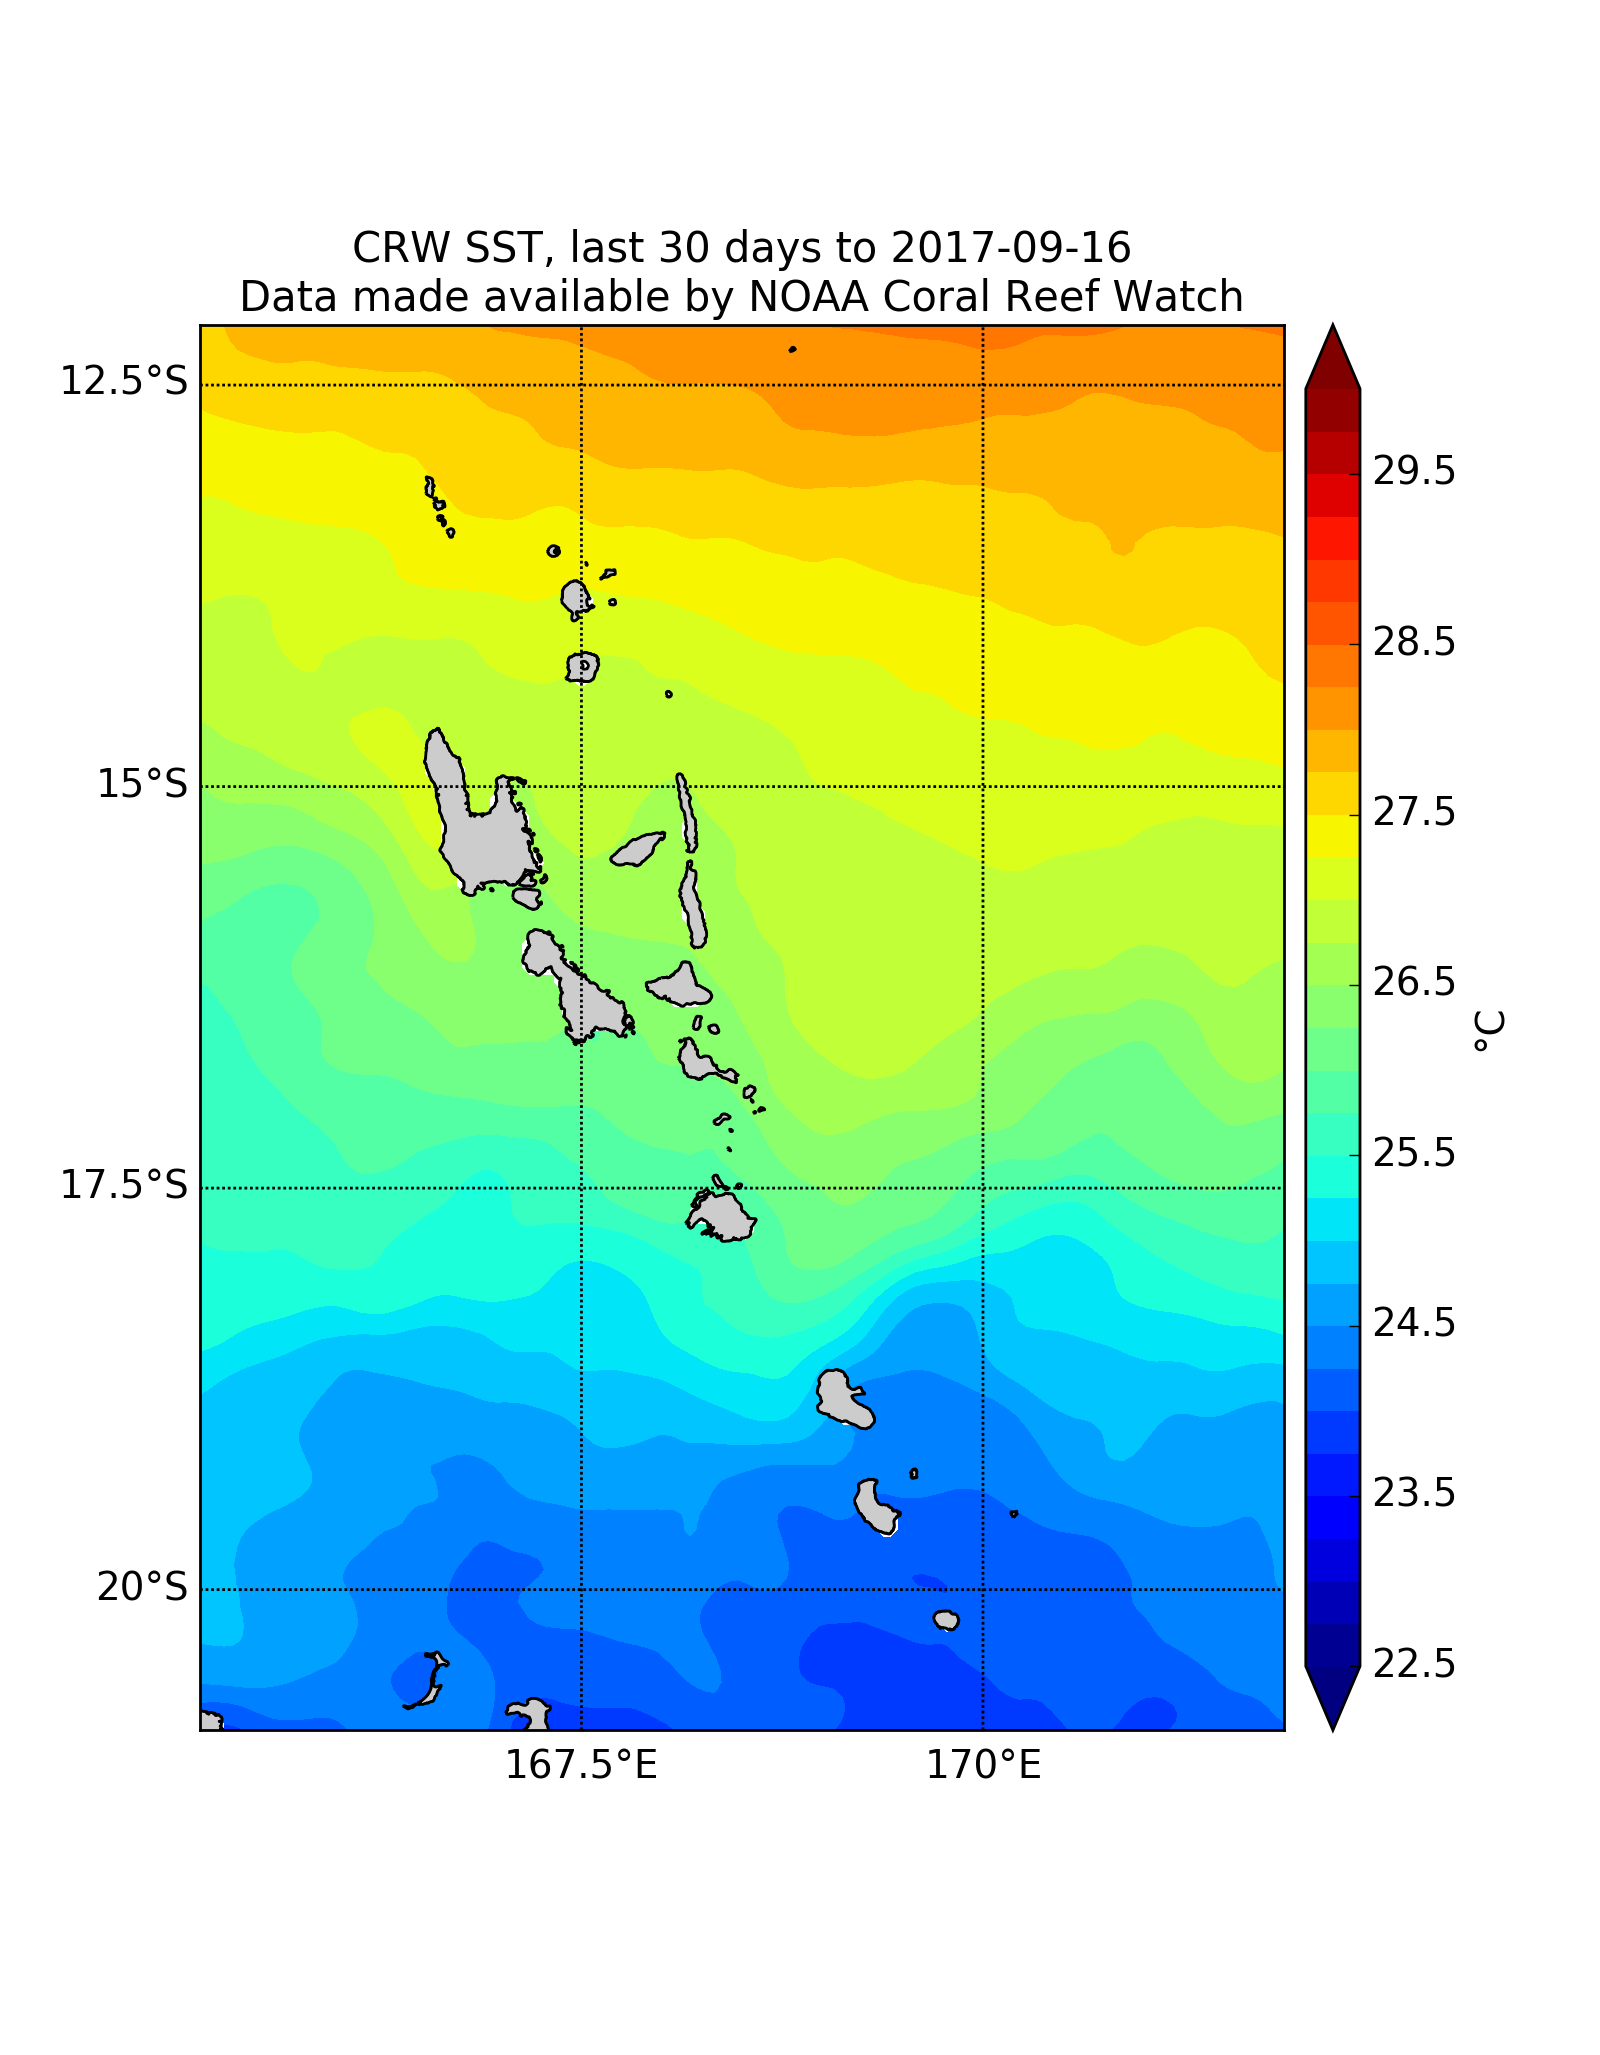 CRW SST, last 30 days to 2017-09-16
Data made available by NOAA Coral Reef Watch
12.5°S
15°S
17.5°S
20°S
167.5°E
170°E
29.5
28.5
27.5
26.5
25.5
24.5
23.5
22.5
°C